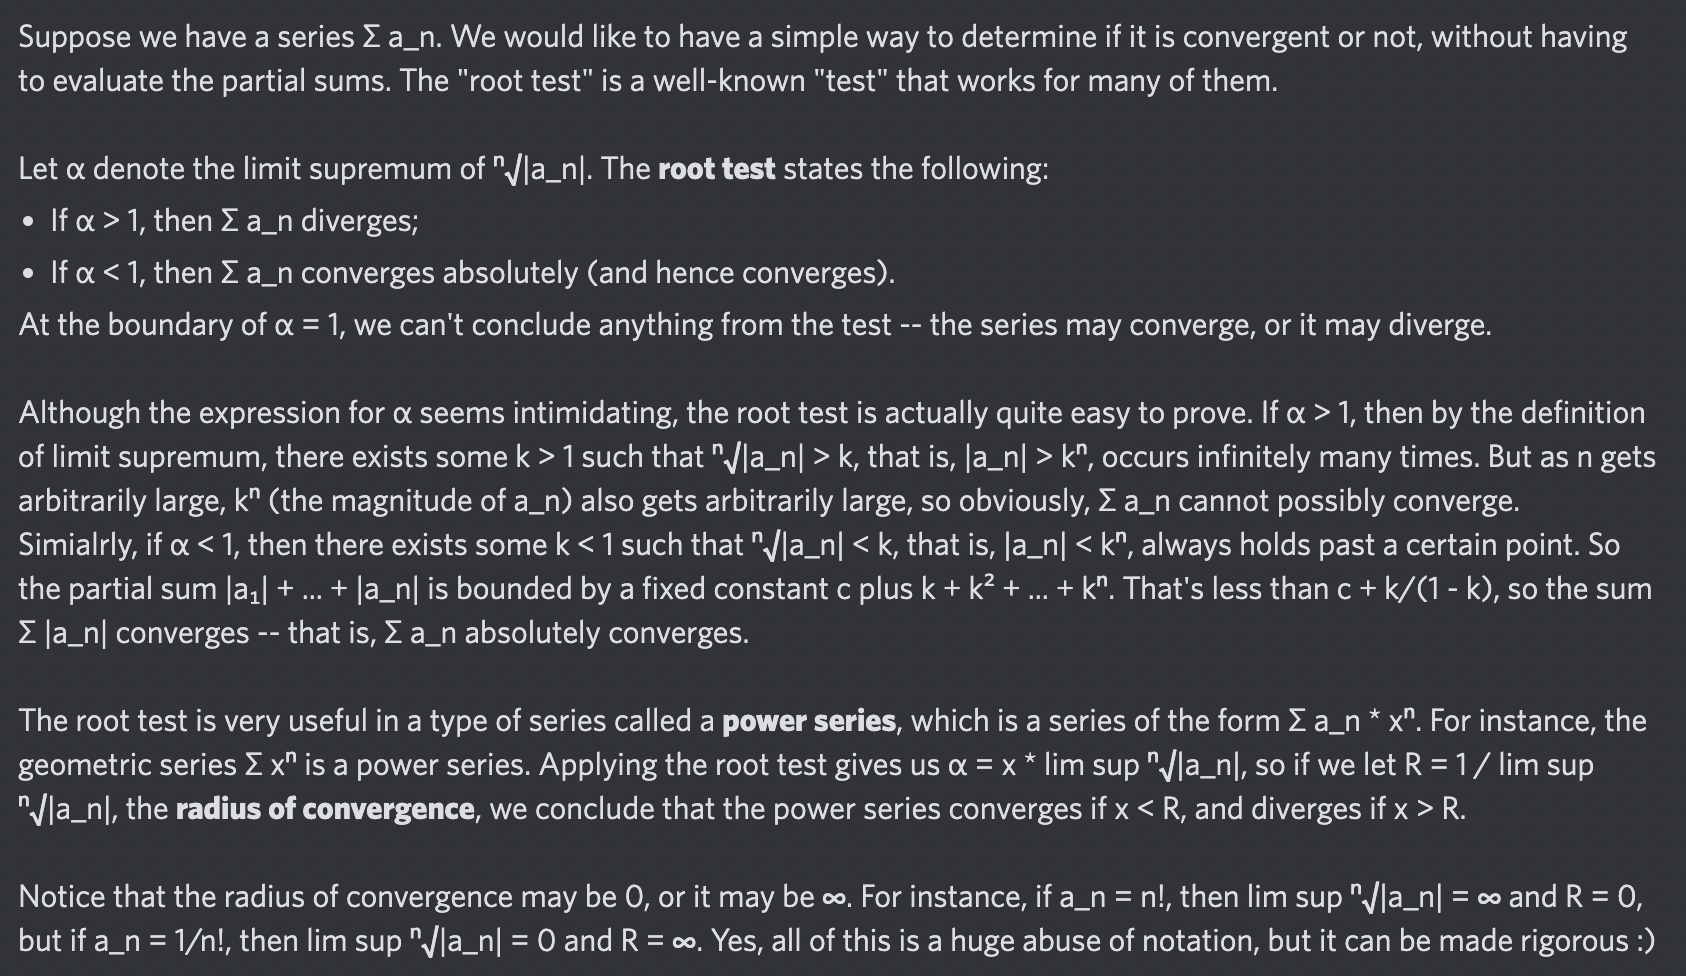 Suppose we have a series Σ a_n. We would like to have a simple way to determine if it is convergent or not, without having
to evaluate the partial sums. The "root test" is a well-known "test" that works for many of them.
Let α denote the limit supremum of ⁿ√|a_n|. The root test states the following:
• If α > 1, then Σ a_n diverges;
• If α < 1, then Σ a_n converges absolutely (and hence converges).
At the boundary of α = 1, we can't conclude anything from the test -- the series may converge, or it may diverge.
Although the expression for α seems intimidating, the root test is actually quite easy to prove. If α > 1, then by the definition
of limit supremum, there exists some k > 1 such that ⁿ√|a_n| > k, that is, |a_n| > kⁿ, occurs infinitely many times. But as n gets
arbitrarily large, kⁿ (the magnitude of a_n) also gets arbitrarily large, so obviously, Σ a_n cannot possibly converge.
Simialrly, if α < 1, then there exists some k < 1 such that ⁿ√|a_n| < k, that is, |a_n| < kⁿ, always holds past a certain point. So
the partial sum |a₁| + ... + |a_n| is bounded by a fixed constant c plus k + k² + ... + kⁿ. That's less than c + k/(1 - k), so the sum
Σ |a_n| converges -- that is, Σ a_n absolutely converges.
The root test is very useful in a type of series called a power series, which is a series of the form Σ a_n * xⁿ. For instance, the
geometric series Σ xⁿ is a power series. Applying the root test gives us α = x * lim sup ⁿ√|a_n|, so if we let R = 1 / lim sup
ⁿ√|a_n|, the radius of convergence, we conclude that the power series converges if x < R, and diverges if x > R.
Notice that the radius of convergence may be 0, or it may be ∞. For instance, if a_n = n!, then lim sup ⁿ√|a_n| = ∞ and R = 0,
but if a_n = 1/n!, then lim sup ⁿ√|a_n| = 0 and R = ∞. Yes, all of this is a huge abuse of notation, but it can be made rigorous :)